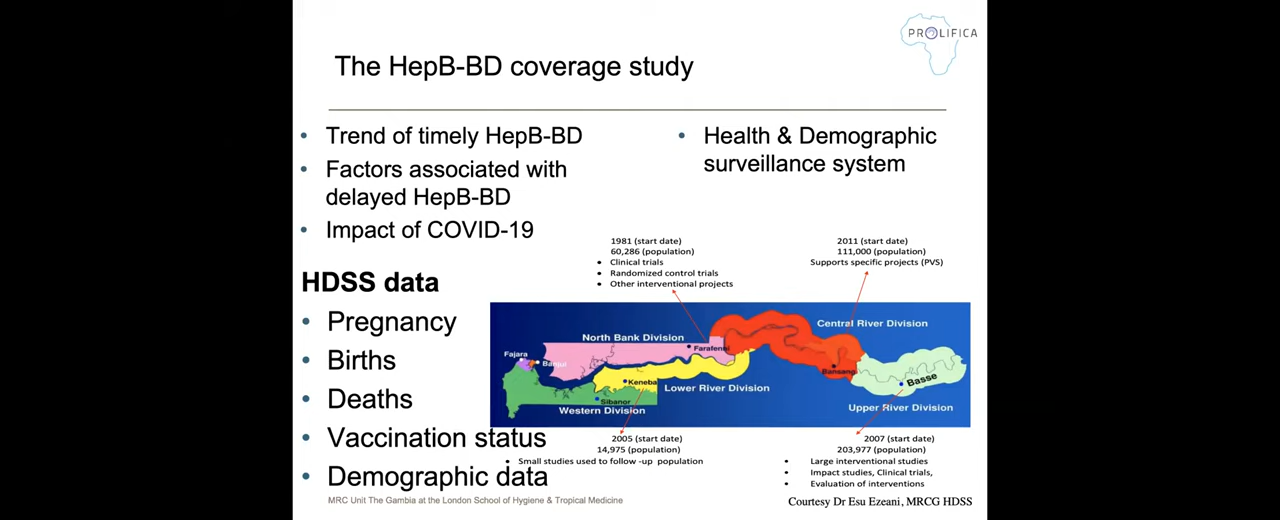 PROLIFICA
The HepB-BD coverage study
• Trend of timely HepB-BD
• Factors associated with
delayed HepB-BD
• Impact of COVID-19
• Health & Demographic
surveillance system
HDSS data
• Pregnancy
• Births
• Deaths
• Vaccination status
• Demographic data
1981 (start date)
60,286 (population)
• Clinical trials
• Randomized control trials
• Other interventional projects
2011 (start date)
111,000 (population)
Supports specific projects (PVS)
North Bank Division
Central River Division
Farafenni
Fajara
Banjul
Bansang
Keneba
Lower River Division
Basse
Sibanor
Western Division
Upper River Division
2005 (start date)
14,975 (population)
• Small studies used to follow -up population
2007 (start date)
203,977 (population)
• Large interventional studies
• Impact studies, Clinical trials,
• Evaluation of interventions
MRC Unit The Gambia at the London School of Hygiene & Tropical Medicine
Courtesy Dr Esu Ezeani, MRCG HDSS